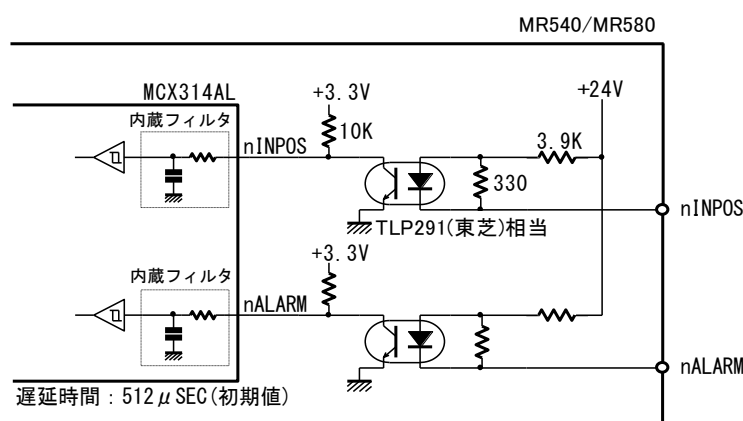 MR540/MR580
MCX314AL
+3.3V
+24V
内蔵フィルタ
10K
nINPOS
3.9K
330
nINPOS
TLP291(東芝)相当
+3.3V
内蔵フィルタ
nALARM
nALARM
遅延時間：512μSEC(初期値)